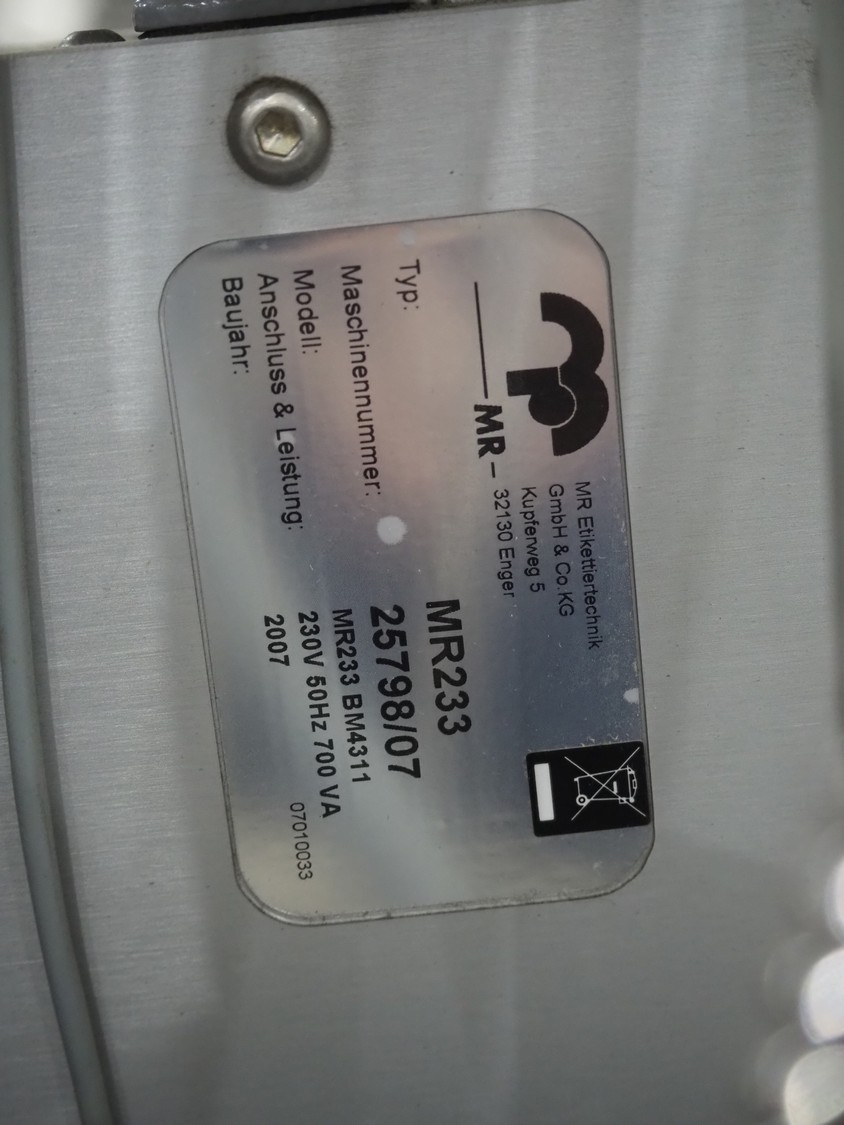 MR Etikettiertechnik
GmbH & Co.KG
Kupferweg 5
MR - 32130 Enger
Typ: MR233
Maschinennummer: 25798/07
Modell: MR233 BM4311
Anschluss & Leistung: 230V 50Hz 700 VA
Baujahr: 2007
07010033